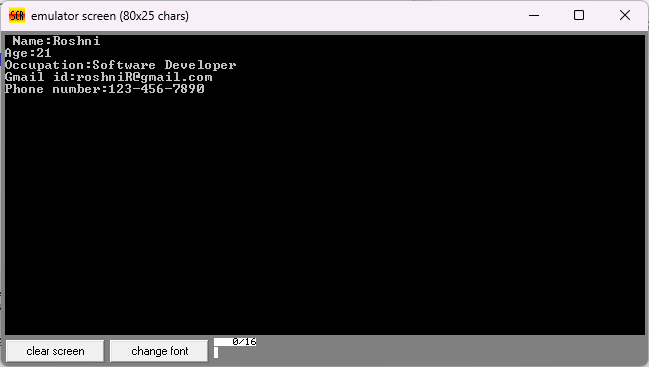 SCR emulator screen (80x25 chars)
Name:Roshni
Age:21
Occupation:Software Developer
Gmail id:roshniR@gmail.com
Phone number:123-456-7890
clear screen change font 0/16